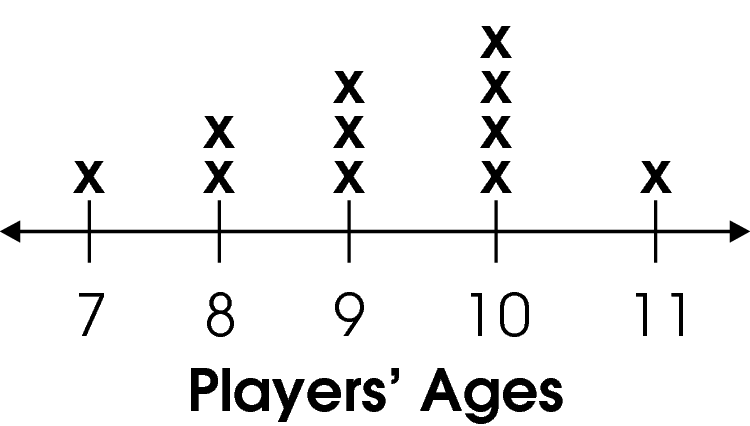 x
x x
x x x
x x x x x
7 8 9 10 11
Players’ Ages